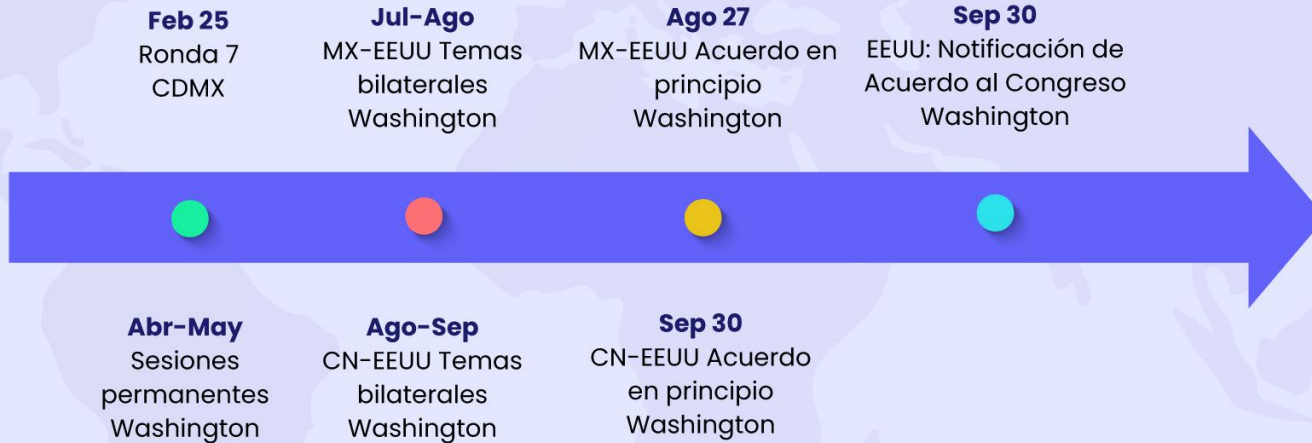 Feb 25
Ronda 7
CDMX
Jul-Ago
MX-EEUU Temas
bilaterales
Washington
Ago 27
MX-EEUU Acuerdo en
principio
Washington
Sep 30
EEUU: Notificación de
Acuerdo al Congreso
Washington
Abr-May
Sesiones
permanentes
Washington
Ago-Sep
CN-EEUU Temas
bilaterales
Washington
Sep 30
CN-EEUU Acuerdo
en principio
Washington